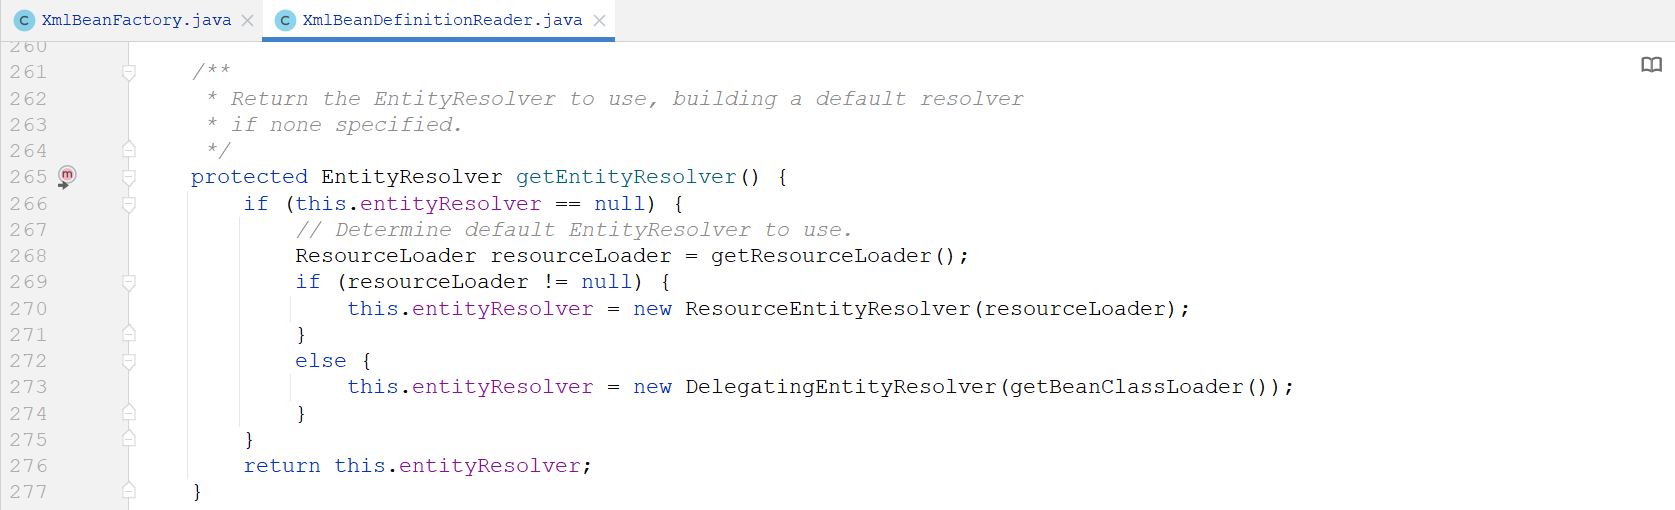 C XmlBeanFactory.java × C XmlBeanDefinitionReader.java ×
260
261 /**
262 * Return the EntityResolver to use, building a default resolver
263 * if none specified.
264 */
265 m protected EntityResolver getEntityResolver() {
266 if (this.entityResolver == null) {
267 // Determine default EntityResolver to use.
268 ResourceLoader resourceLoader = getResourceLoader();
269 if (resourceLoader != null) {
270 this.entityResolver = new ResourceEntityResolver(resourceLoader);
271 }
272 else {
273 this.entityResolver = new DelegatingEntityResolver(getBeanClassLoader());
274 }
275 }
276 return this.entityResolver;
277 }